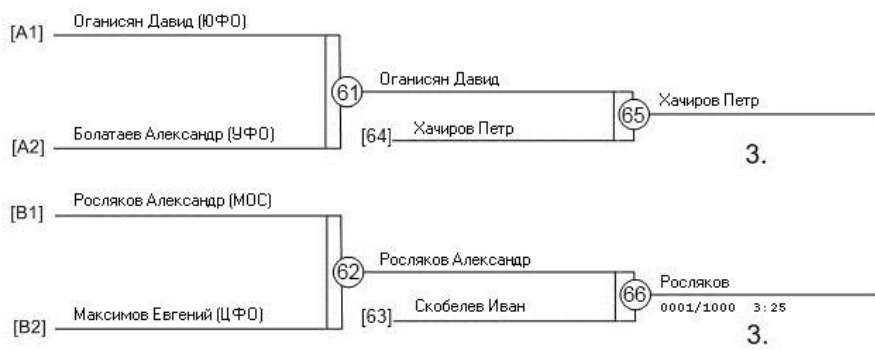 [A1] Оганисян Давид (ЮФО)
61 Оганисян Давид
65 Хачиров Петр
[A2] Болатаев Александр (УФО)
[64] Хачиров Петр
3.
[B1] Росляков Александр (МОС)
62 Росляков Александр
66 Росляков
0001/1000 3:25
[B2] Максимов Евгений (ЦФО)
[63] Скобелев Иван
3.